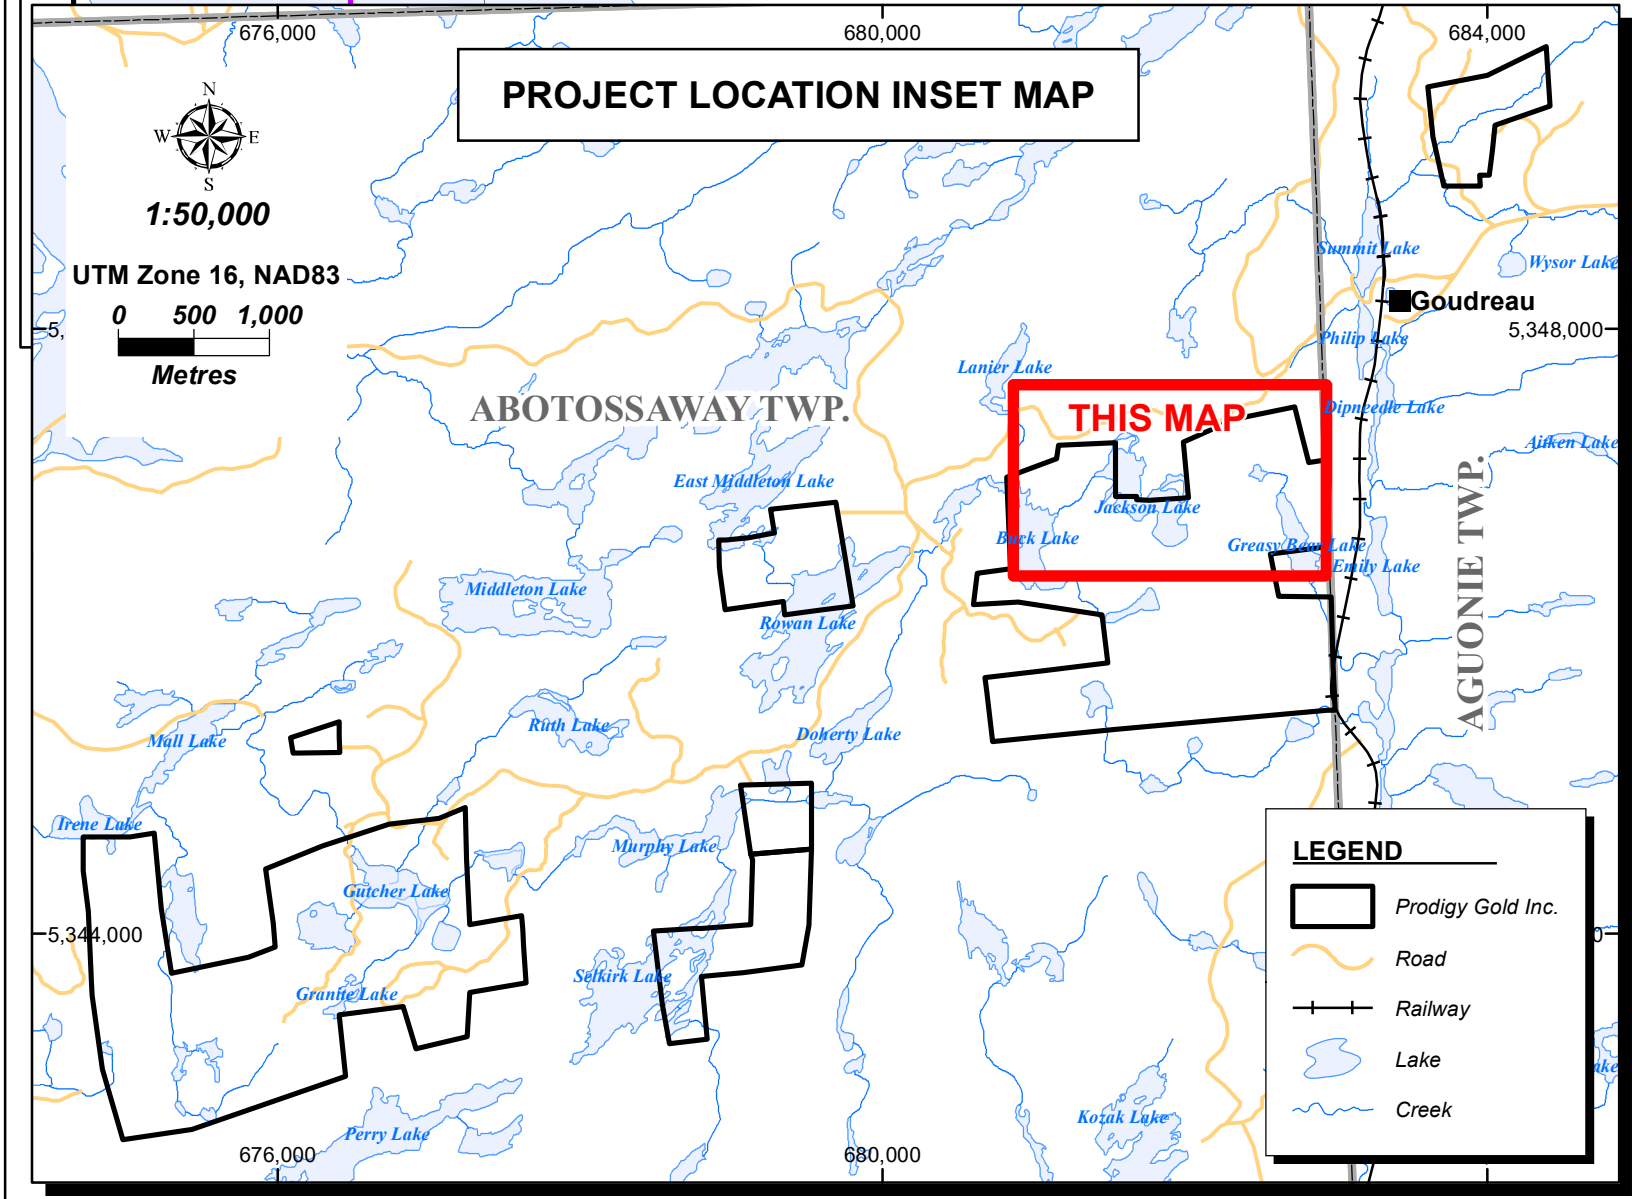 676,000
680,000
684,000
PROJECT LOCATION INSET MAP
N
W
E
S
1:50,000
UTM Zone 16, NAD83
0 500 1,000
Metres
5,
Summit Lake
Wysor Lake
Goudreau
5,348,000
Philip Lake
Lanier Lake
ABOTOSSAWAY TWP.
THIS MAP
Dipneedle Lake
Aitken Lake
East Middleton Lake
Jackson Lake
Buck Lake
Greasy Bear Lake
Emily Lake
AGUONIE TWP.
Middleton Lake
Rowan Lake
Ruth Lake
Mall Lake
Doherty Lake
Irene Lake
Murphy Lake
Gutcher Lake
5,344,000
0
Selkirk Lake
Granite Lake
Perry Lake
Kozak Lake
LEGEND
Prodigy Gold Inc.
Road
Railway
Lake
Creek
676,000
680,000